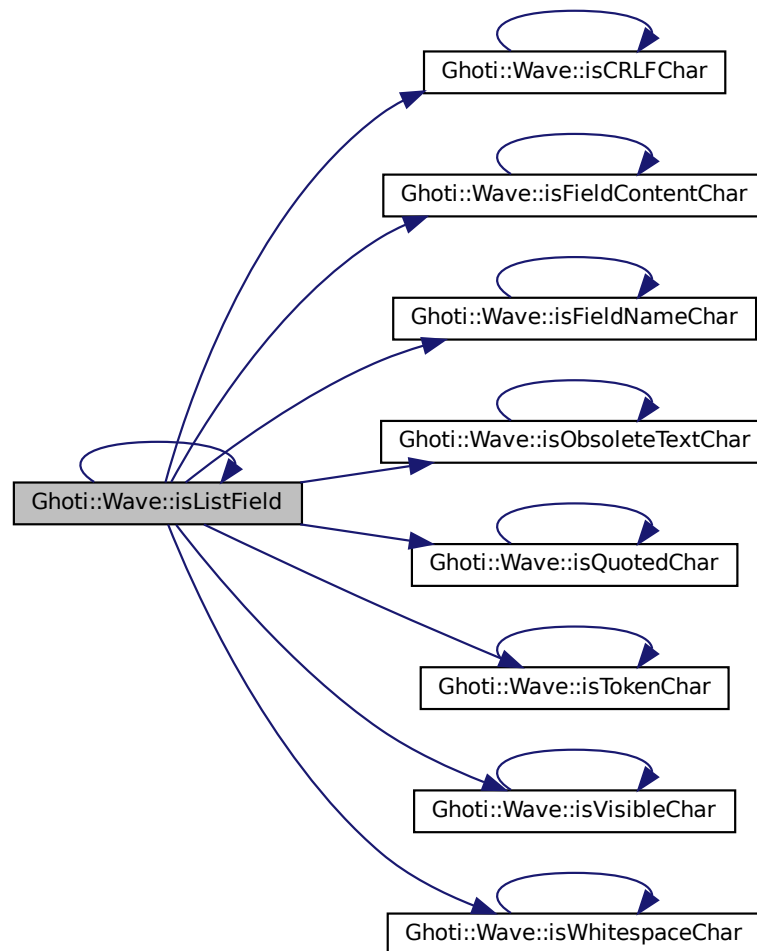 Ghoti::Wave::isCRLFChar
Ghoti::Wave::isFieldContentChar
Ghoti::Wave::isFieldNameChar
Ghoti::Wave::isObsoleteTextChar
Ghoti::Wave::isListField
Ghoti::Wave::isQuotedChar
Ghoti::Wave::isTokenChar
Ghoti::Wave::isVisibleChar
Ghoti::Wave::isWhitespaceChar